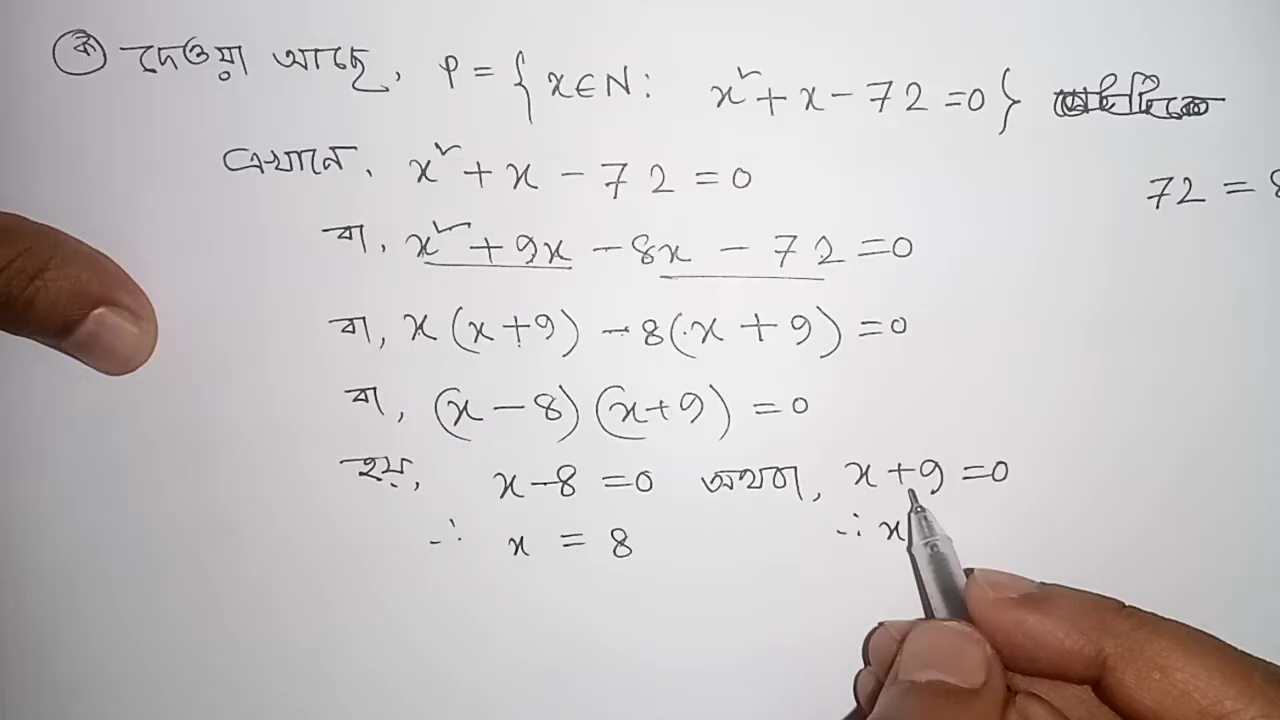 ক দেওয়া আছে, P = { x ∈ N : x² + x - 72 = 0 }
এখানে, x² + x - 72 = 0
72 = 8
বা, x² + 9x - 8x - 72 = 0
বা, x (x + 9) - 8 (x + 9) = 0
বা, (x - 8) (x + 9) = 0
হয়, x - 8 = 0 অথবা, x + 9 = 0
∴ x = 8 ∴ x